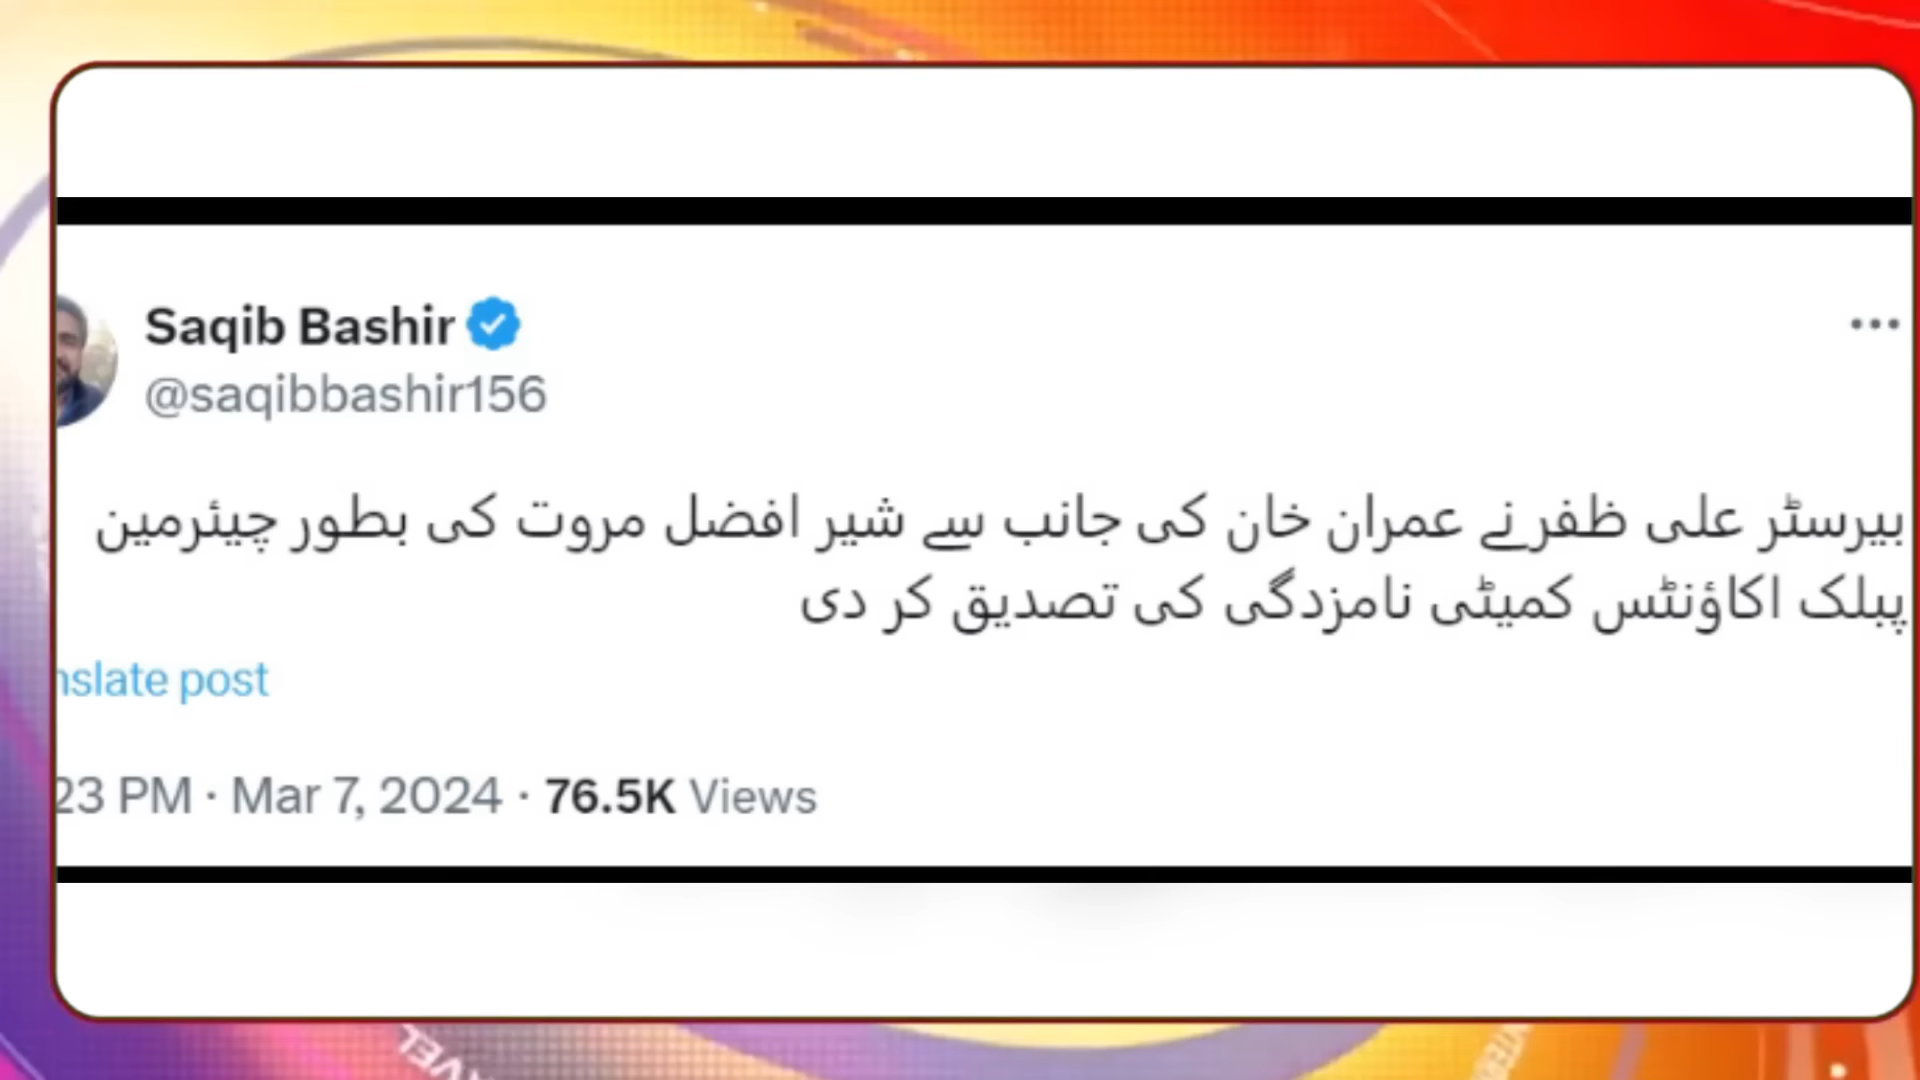 Saqib Bashir
@saqibbashir156
بیرسٹر علی ظفر نے عمران خان کی جانب سے شیر افضل مروت کی بطور چیئرمین
پبلک اکاؤنٹس کمیٹی نامزدگی کی تصدیق کر دی
nslate post
23 PM · Mar 7, 2024 · 76.5K Views